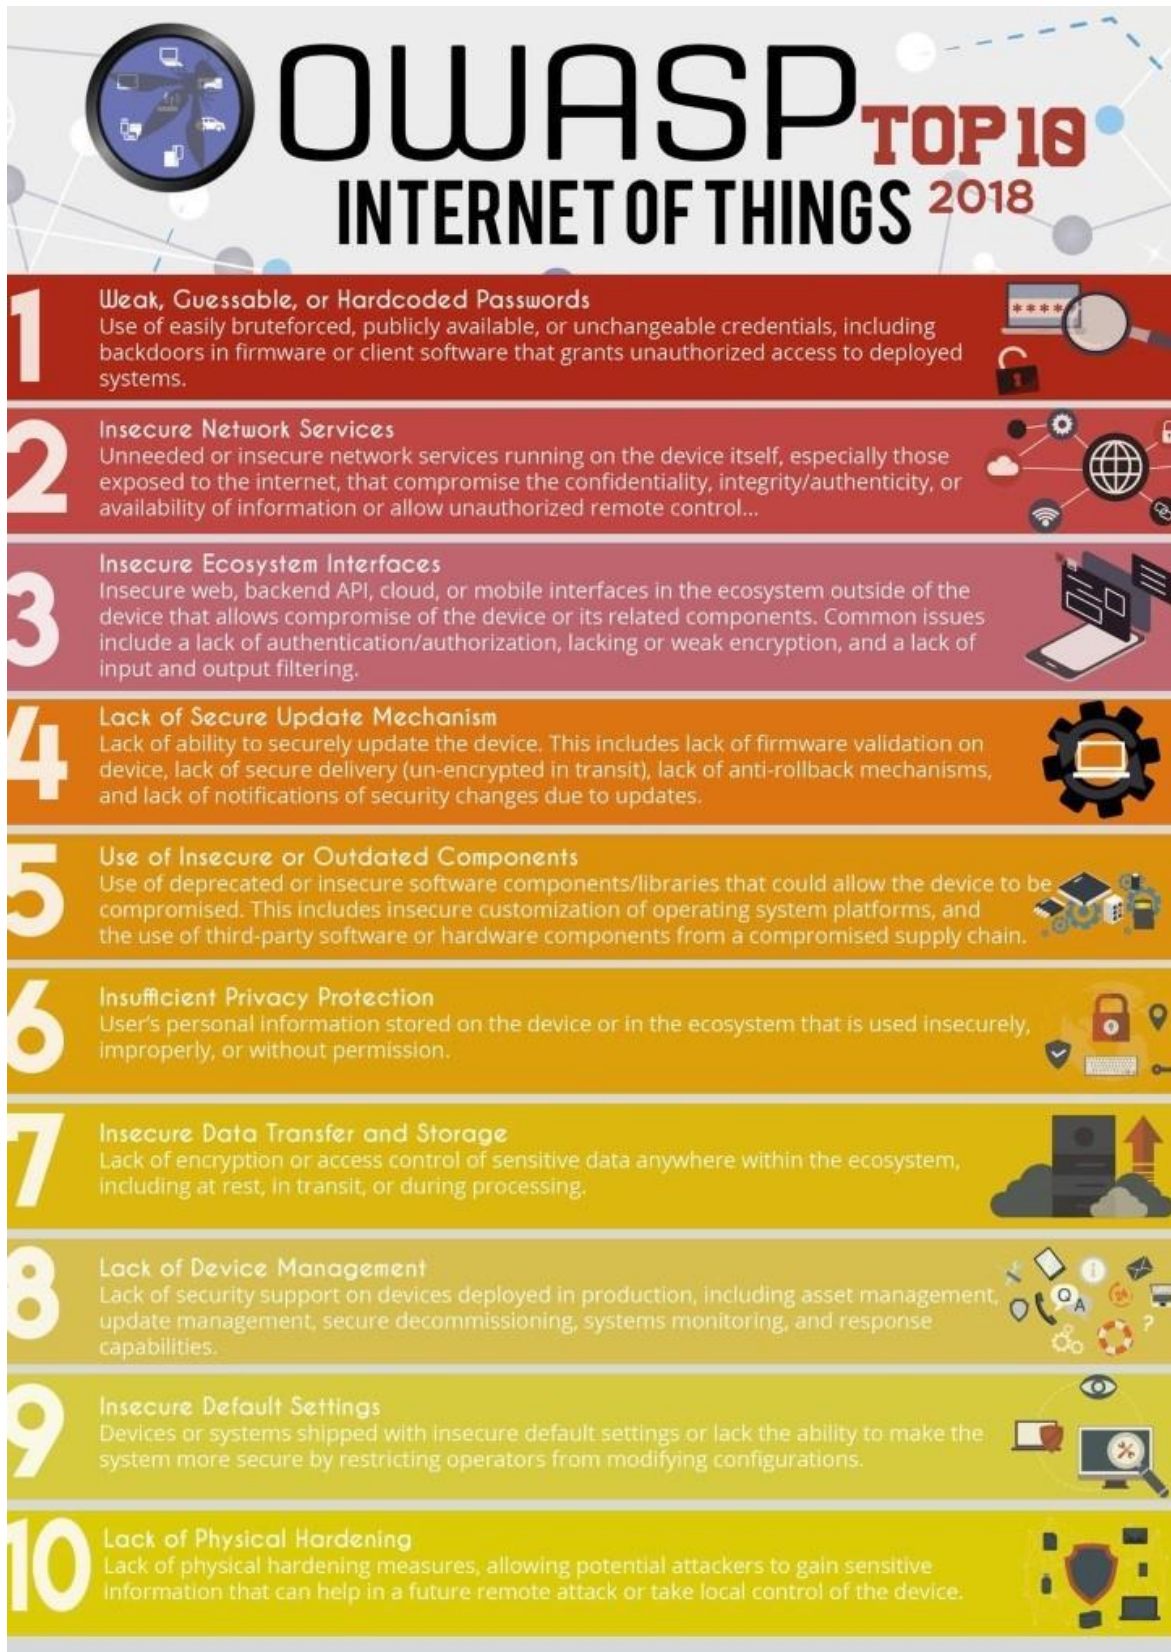 OWASP TOP 10
INTERNET OF THINGS 2018
1
Weak, Guessable, or Hardcoded Passwords
Use of easily bruteforced, publicly available, or unchangeable credentials, including
backdoors in firmware or client software that grants unauthorized access to deployed
systems.
2
Insecure Network Services
Unneeded or insecure network services running on the device itself, especially those
exposed to the internet, that compromise the confidentiality, integrity/authenticity, or
availability of information or allow unauthorized remote control...
3
Insecure Ecosystem Interfaces
Insecure web, backend API, cloud, or mobile interfaces in the ecosystem outside of the
device that allows compromise of the device or its related components. Common issues
include a lack of authentication/authorization, lacking or weak encryption, and a lack of
input and output filtering.
4
Lack of Secure Update Mechanism
Lack of ability to securely update the device. This includes lack of firmware validation on
device, lack of secure delivery (un-encrypted in transit), lack of anti-rollback mechanisms,
and lack of notifications of security changes due to updates.
5
Use of Insecure or Outdated Components
Use of deprecated or insecure software components/libraries that could allow the device to be
compromised. This includes insecure customization of operating system platforms, and
the use of third-party software or hardware components from a compromised supply chain.
6
Insufficient Privacy Protection
User's personal information stored on the device or in the ecosystem that is used insecurely,
improperly, or without permission.
7
Insecure Data Transfer and Storage
Lack of encryption or access control of sensitive data anywhere within the ecosystem,
including at rest, in transit, or during processing.
8
Lack of Device Management
Lack of security support on devices deployed in production, including asset management,
update management, secure decommissioning, systems monitoring, and response
capabilities.
Q A
24
?
9
Insecure Default Settings
Devices or systems shipped with insecure default settings or lack the ability to make the
system more secure by restricting operators from modifying configurations.
10
Lack of Physical Hardening
Lack of physical hardening measures, allowing potential attackers to gain sensitive
information that can help in a future remote attack or take local control of the device.